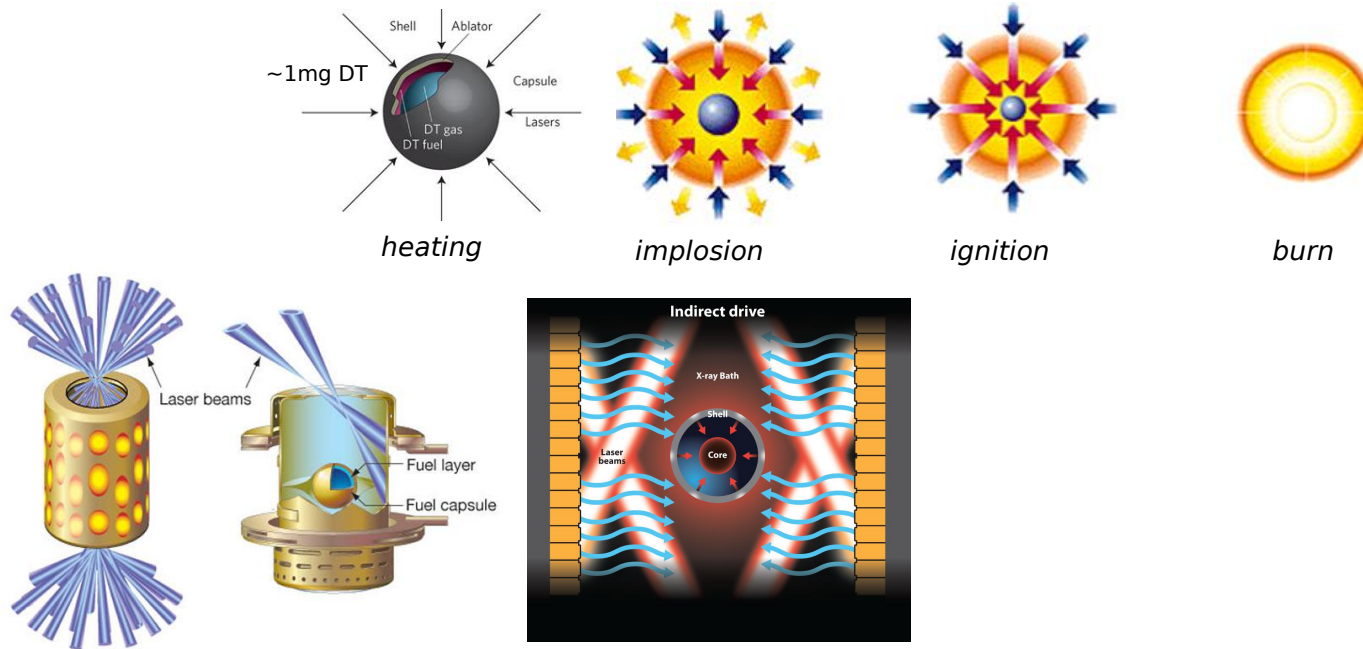 Shell
Ablator
~1mg DT
Capsule
DT gas
Lasers
DT fuel
heating
implosion
ignition
burn
Laser beams
Fuel layer
Fuel capsule
Indirect drive
X-ray Bath
Shell
Laser
beams
Core